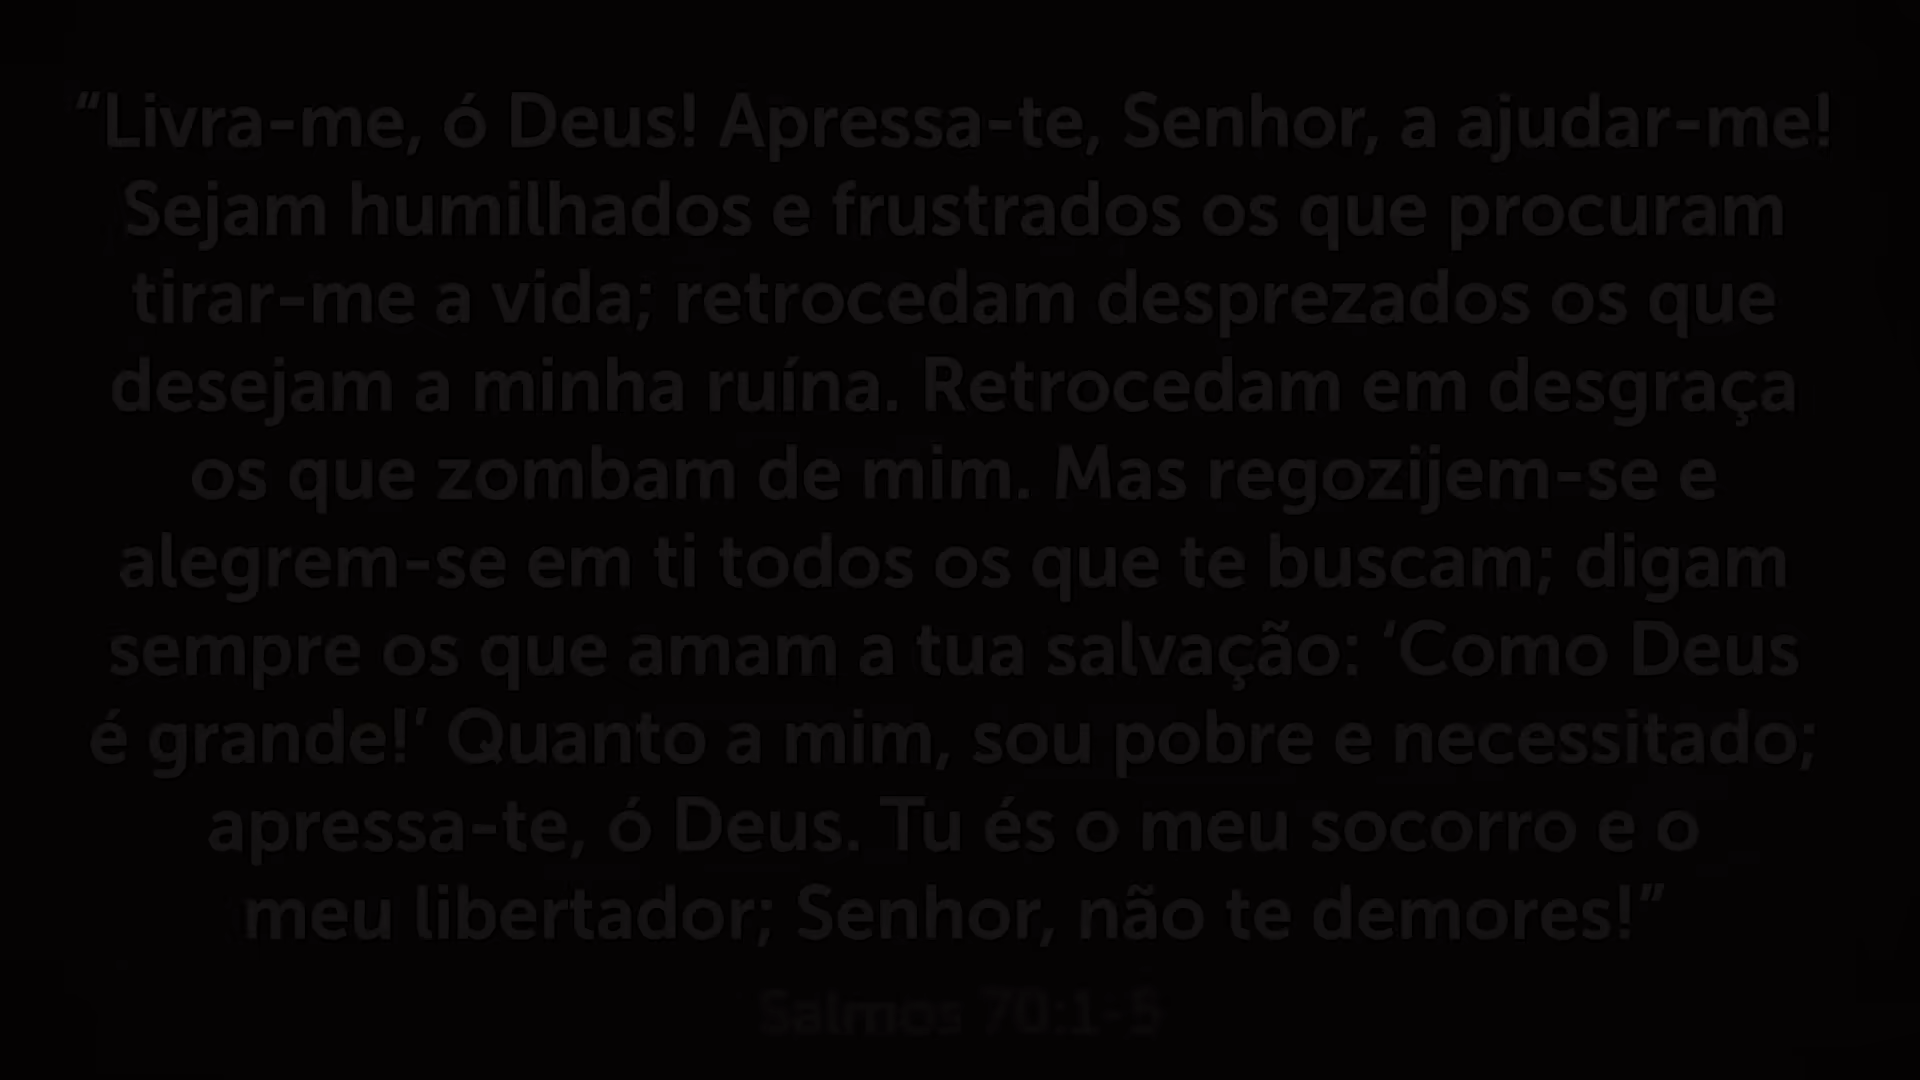 “Livra-me, ó Deus! Apressa-te, Senhor, a ajudar-me!
Sejam humilhados e frustrados os que procuram
tirar-me a vida; retrocedam desprezados os que
desejam a minha ruína. Retrocedam em desgraça
os que zombam de mim. Mas regozijem-se e
alegrem-se em ti todos os que te buscam; digam
sempre os que amam a tua salvação: ‘Como Deus
é grande!’ Quanto a mim, sou pobre e necessitado;
apressa-te, ó Deus. Tu és o meu socorro e o
meu libertador; Senhor, não te demores!”
Salmos 70:1-5